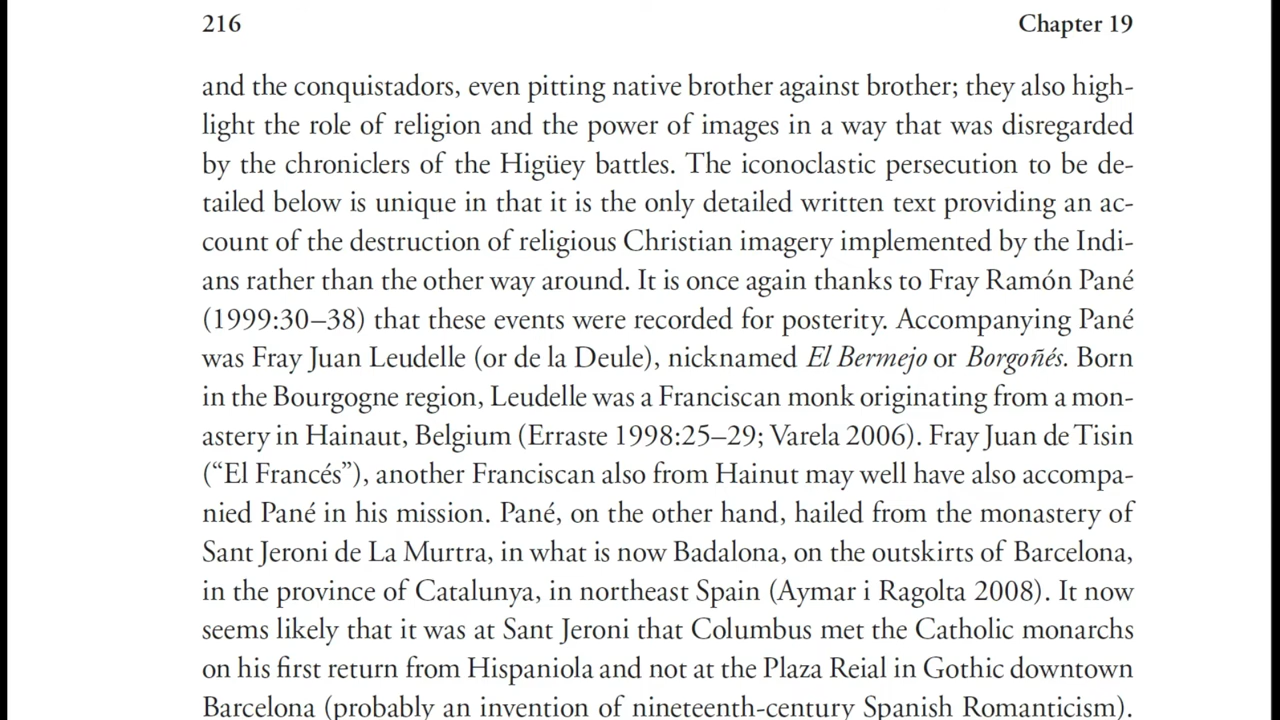 216 Chapter 19
and the conquistadors, even pitting native brother against brother; they also high-
light the role of religion and the power of images in a way that was disregarded
by the chroniclers of the Higüey battles. The iconoclastic persecution to be de-
tailed below is unique in that it is the only detailed written text providing an ac-
count of the destruction of religious Christian imagery implemented by the Indi-
ans rather than the other way around. It is once again thanks to Fray Ramón Pané
(1999:30–38) that these events were recorded for posterity. Accompanying Pané
was Fray Juan Leudelle (or de la Deule), nicknamed El Bermejo or Borgoñés. Born
in the Bourgogne region, Leudelle was a Franciscan monk originating from a mon-
astery in Hainaut, Belgium (Erraste 1998:25–29; Varela 2006). Fray Juan de Tisin
(“El Francés”), another Franciscan also from Hainut may well have also accompa-
nied Pané in his mission. Pané, on the other hand, hailed from the monastery of
Sant Jeroni de La Murtra, in what is now Badalona, on the outskirts of Barcelona,
in the province of Catalunya, in northeast Spain (Aymar i Ragolta 2008). It now
seems likely that it was at Sant Jeroni that Columbus met the Catholic monarchs
on his first return from Hispaniola and not at the Plaza Reial in Gothic downtown
Barcelona (probably an invention of nineteenth-century Spanish Romanticism).